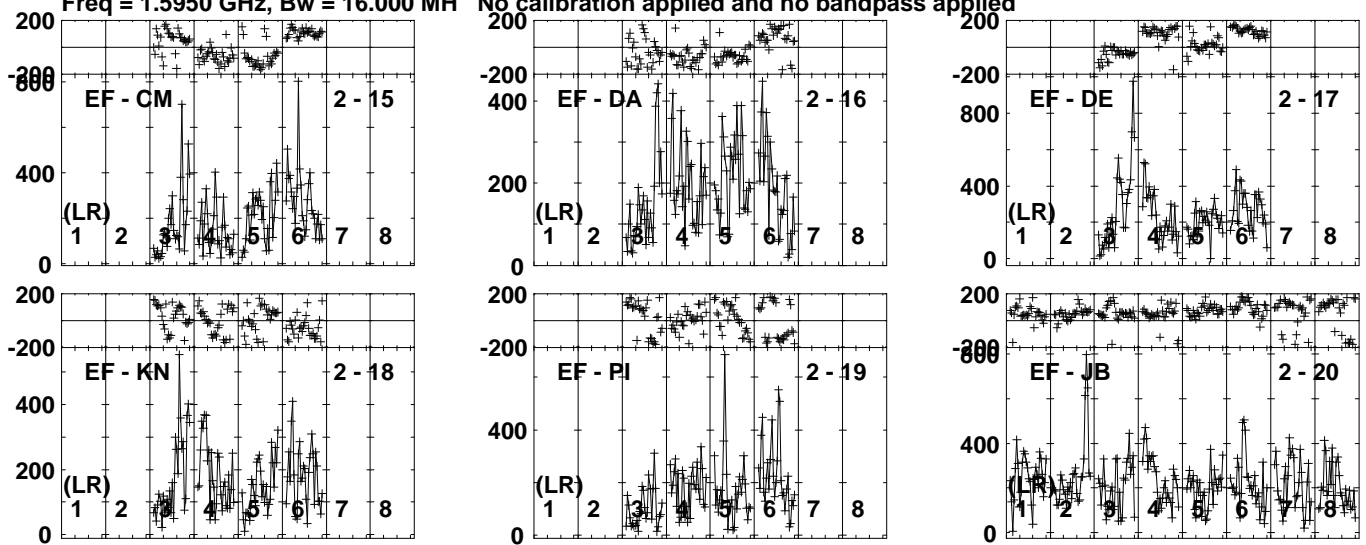 Freq = 1.5950 GHz, Bw = 16.000 MH No calibration applied and no bandpass applied
200
-200
800
EF - CM 2 - 15
400
(LR)
1 2 3 4 5 6 7 8
0
200
-200
EF - DA 2 - 16
400
200
(LR)
1 2 3 4 5 6 7 8
0
200
-200
EF - DE 2 - 17
800
400
(LR)
1 2 3 4 5 6 7 8
0
200
-200
EF - KN 2 - 18
400
200
(LR)
1 2 3 4 5 6 7 8
0
200
-200
EF - PI 2 - 19
400
(LR)
1 2 3 4 5 6 7 8
0
200
-200
800
EF - JB 2 - 20
400
(LR)
1 2 3 4 5 6 7 8
0